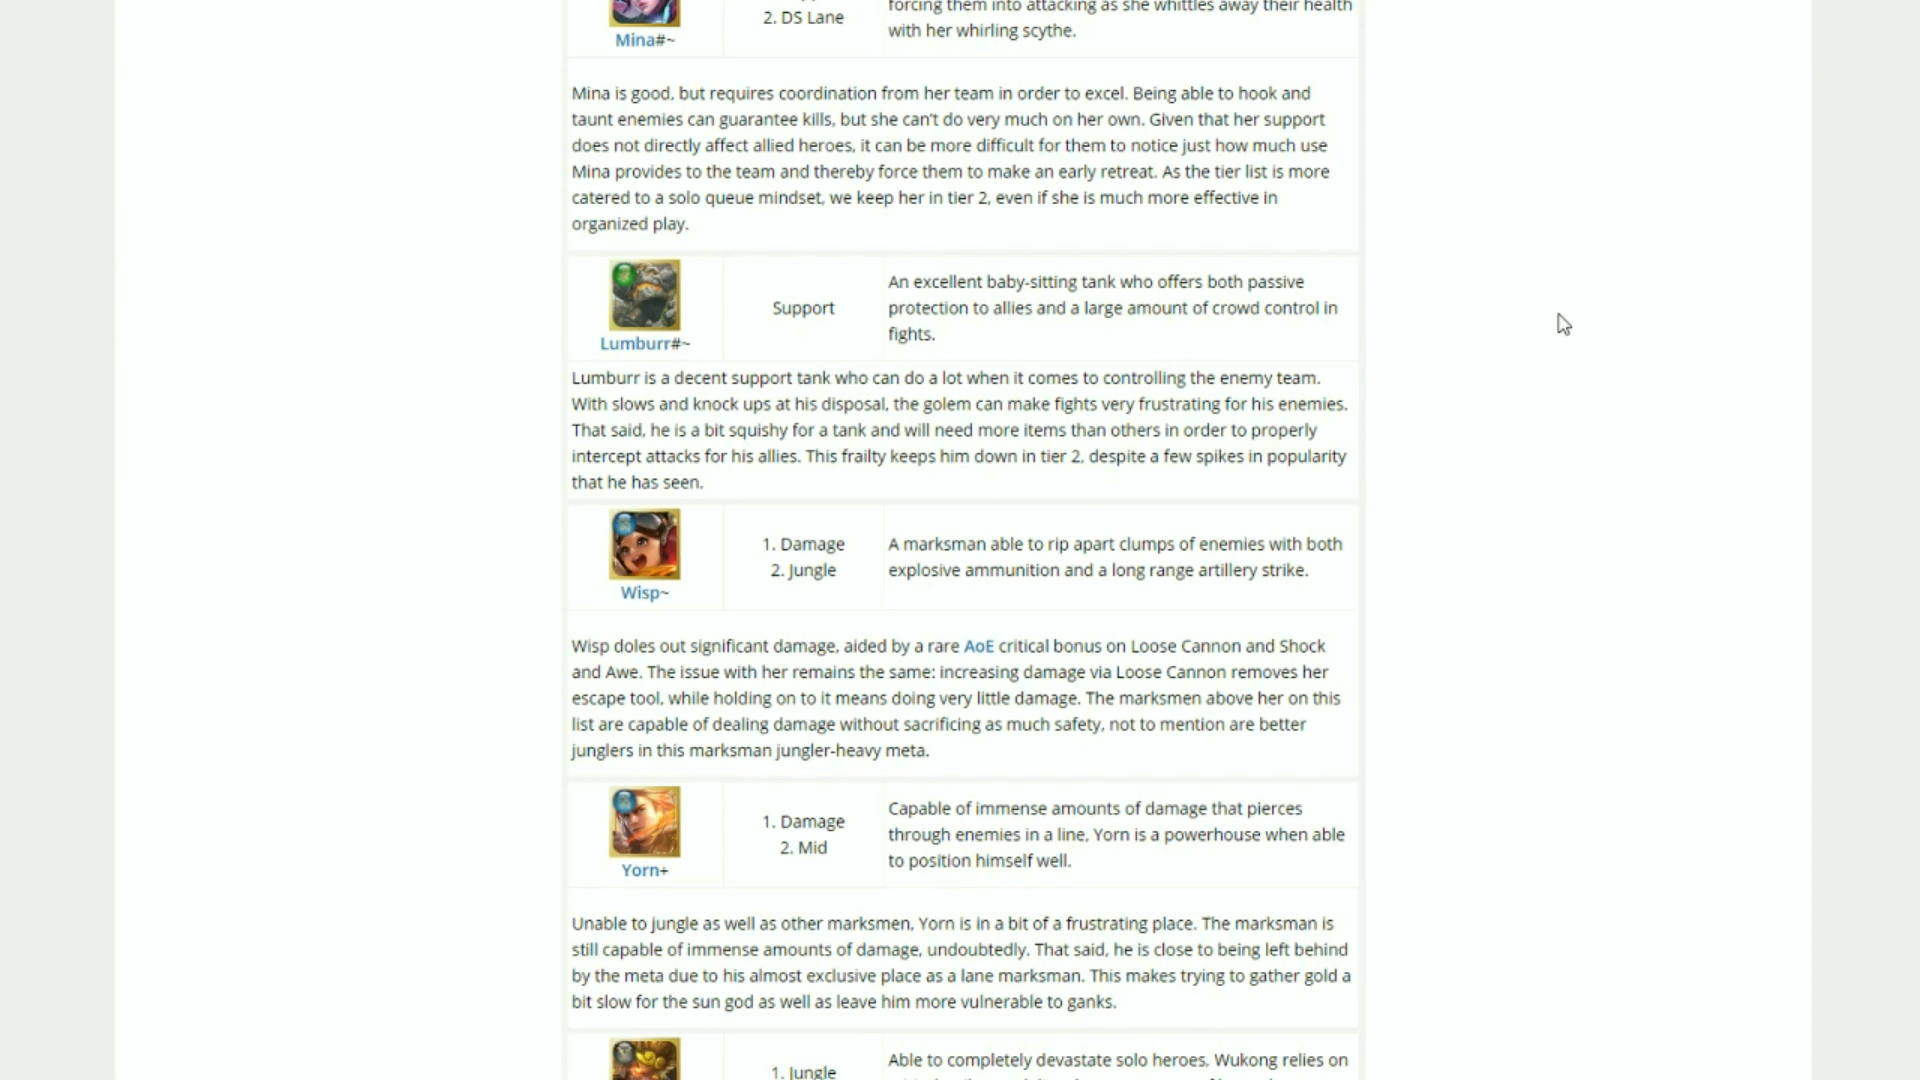 forcing them into attacking as she whittles away their health
2. DS Lane
with her whirling scythe.
Mina#~
Mina is good, but requires coordination from her team in order to excel. Being able to hook and
taunt enemies can guarantee kills, but she can't do very much on her own. Given that her support
does not directly affect allied heroes, it can be more difficult for them to notice just how much use
Mina provides to the team and thereby force them to make an early retreat. As the tier list is more
catered to a solo queue mindset, we keep her in tier 2, even if she is much more effective in
organized play.
Lumburr#~
Support
An excellent baby-sitting tank who offers both passive
protection to allies and a large amount of crowd control in
fights.
Lumburr is a decent support tank who can do a lot when it comes to controlling the enemy team.
With slows and knock ups at his disposal, the golem can make fights very frustrating for his enemies.
That said, he is a bit squishy for a tank and will need more items than others in order to properly
intercept attacks for his allies. This frailty keeps him down in tier 2, despite a few spikes in popularity
that he has seen.
Wisp~
1. Damage
2. Jungle
A marksman able to rip apart clumps of enemies with both
explosive ammunition and a long range artillery strike.
Wisp doles out significant damage, aided by a rare AoE critical bonus on Loose Cannon and Shock
and Awe. The issue with her remains the same: increasing damage via Loose Cannon removes her
escape tool, while holding on to it means doing very little damage. The marksmen above her on this
list are capable of dealing damage without sacrificing as much safety, not to mention are better
junglers in this marksman jungler-heavy meta.
Yorn+
1. Damage
2. Mid
Capable of immense amounts of damage that pierces
through enemies in a line, Yorn is a powerhouse when able
to position himself well.
Unable to jungle as well as other marksmen, Yorn is in a bit of a frustrating place. The marksman is
still capable of immense amounts of damage, undoubtedly. That said, he is close to being left behind
by the meta due to his almost exclusive place as a lane marksman. This makes trying to gather gold a
bit slow for the sun god as well as leave him more vulnerable to ganks.
1. Jungle
Able to completely devastate solo heroes, Wukong relies on